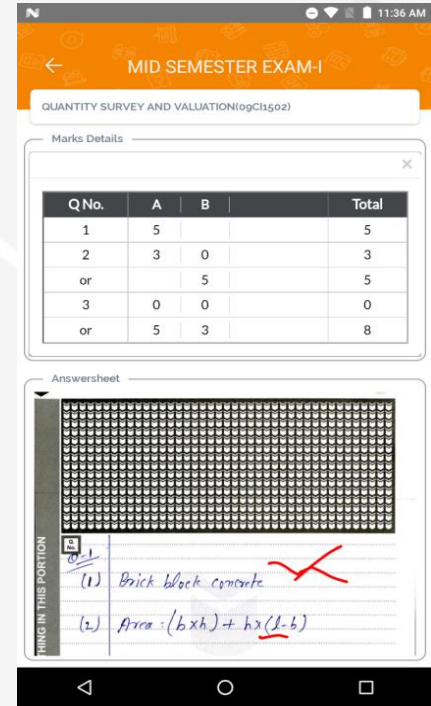 11:36 AM
MID SEMESTER EXAM-I
QUANTITY SURVEY AND VALUATION(09CI1502)
Marks Details
×
Q No. A B Total
1 5 5
2 3 0 3
or 5 5
3 0 0 0
or 5 3 8
Answersheet
THING IN THIS PORTION
Q. No.
Q-1
(1) Brick block concrete
(2) Area : (b×h) + h×(l-b)